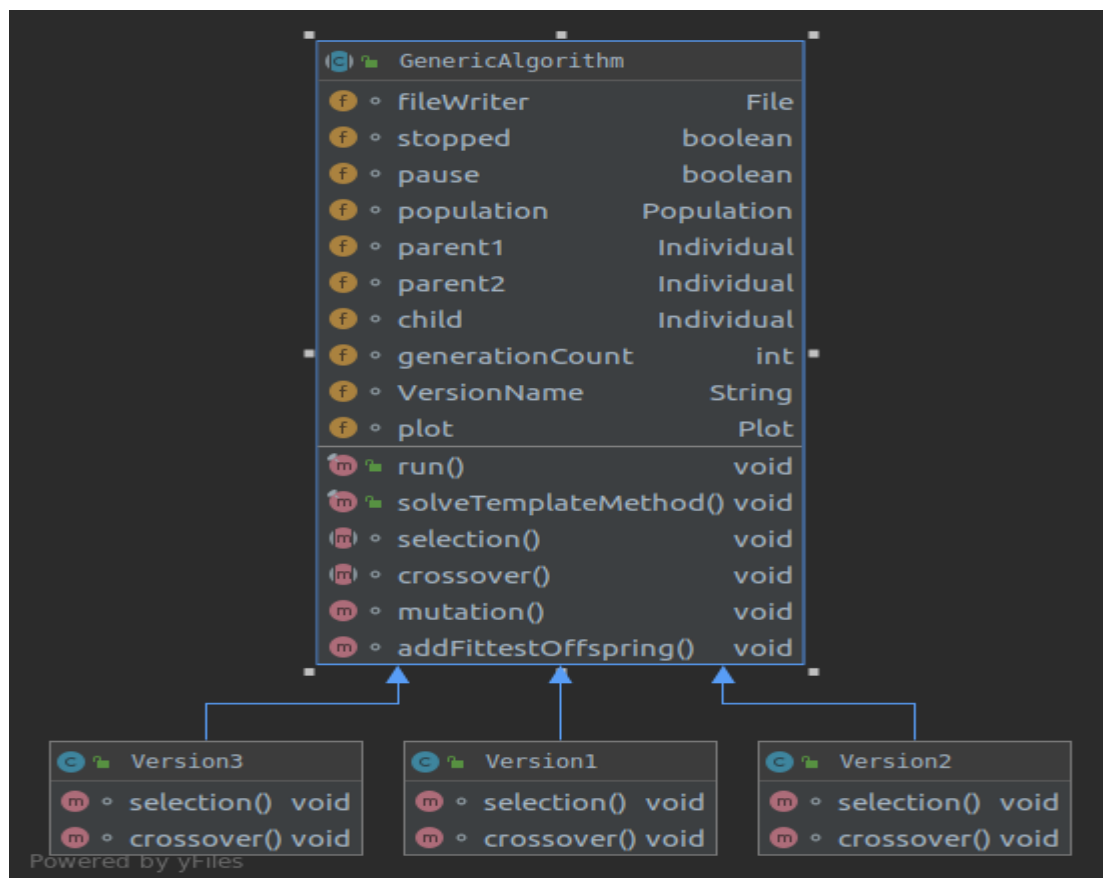 GenericAlgorithm
fileWriter File
stopped boolean
pause boolean
population Population
parent1 Individual
parent2 Individual
child Individual
generationCount int
VersionName String
plot Plot
run() void
solveTemplateMethod() void
selection() void
crossover() void
mutation() void
addFittestOffspring() void
Version3
selection() void
crossover() void
Version1
selection() void
crossover() void
Version2
selection() void
crossover() void
Powered by yFiles